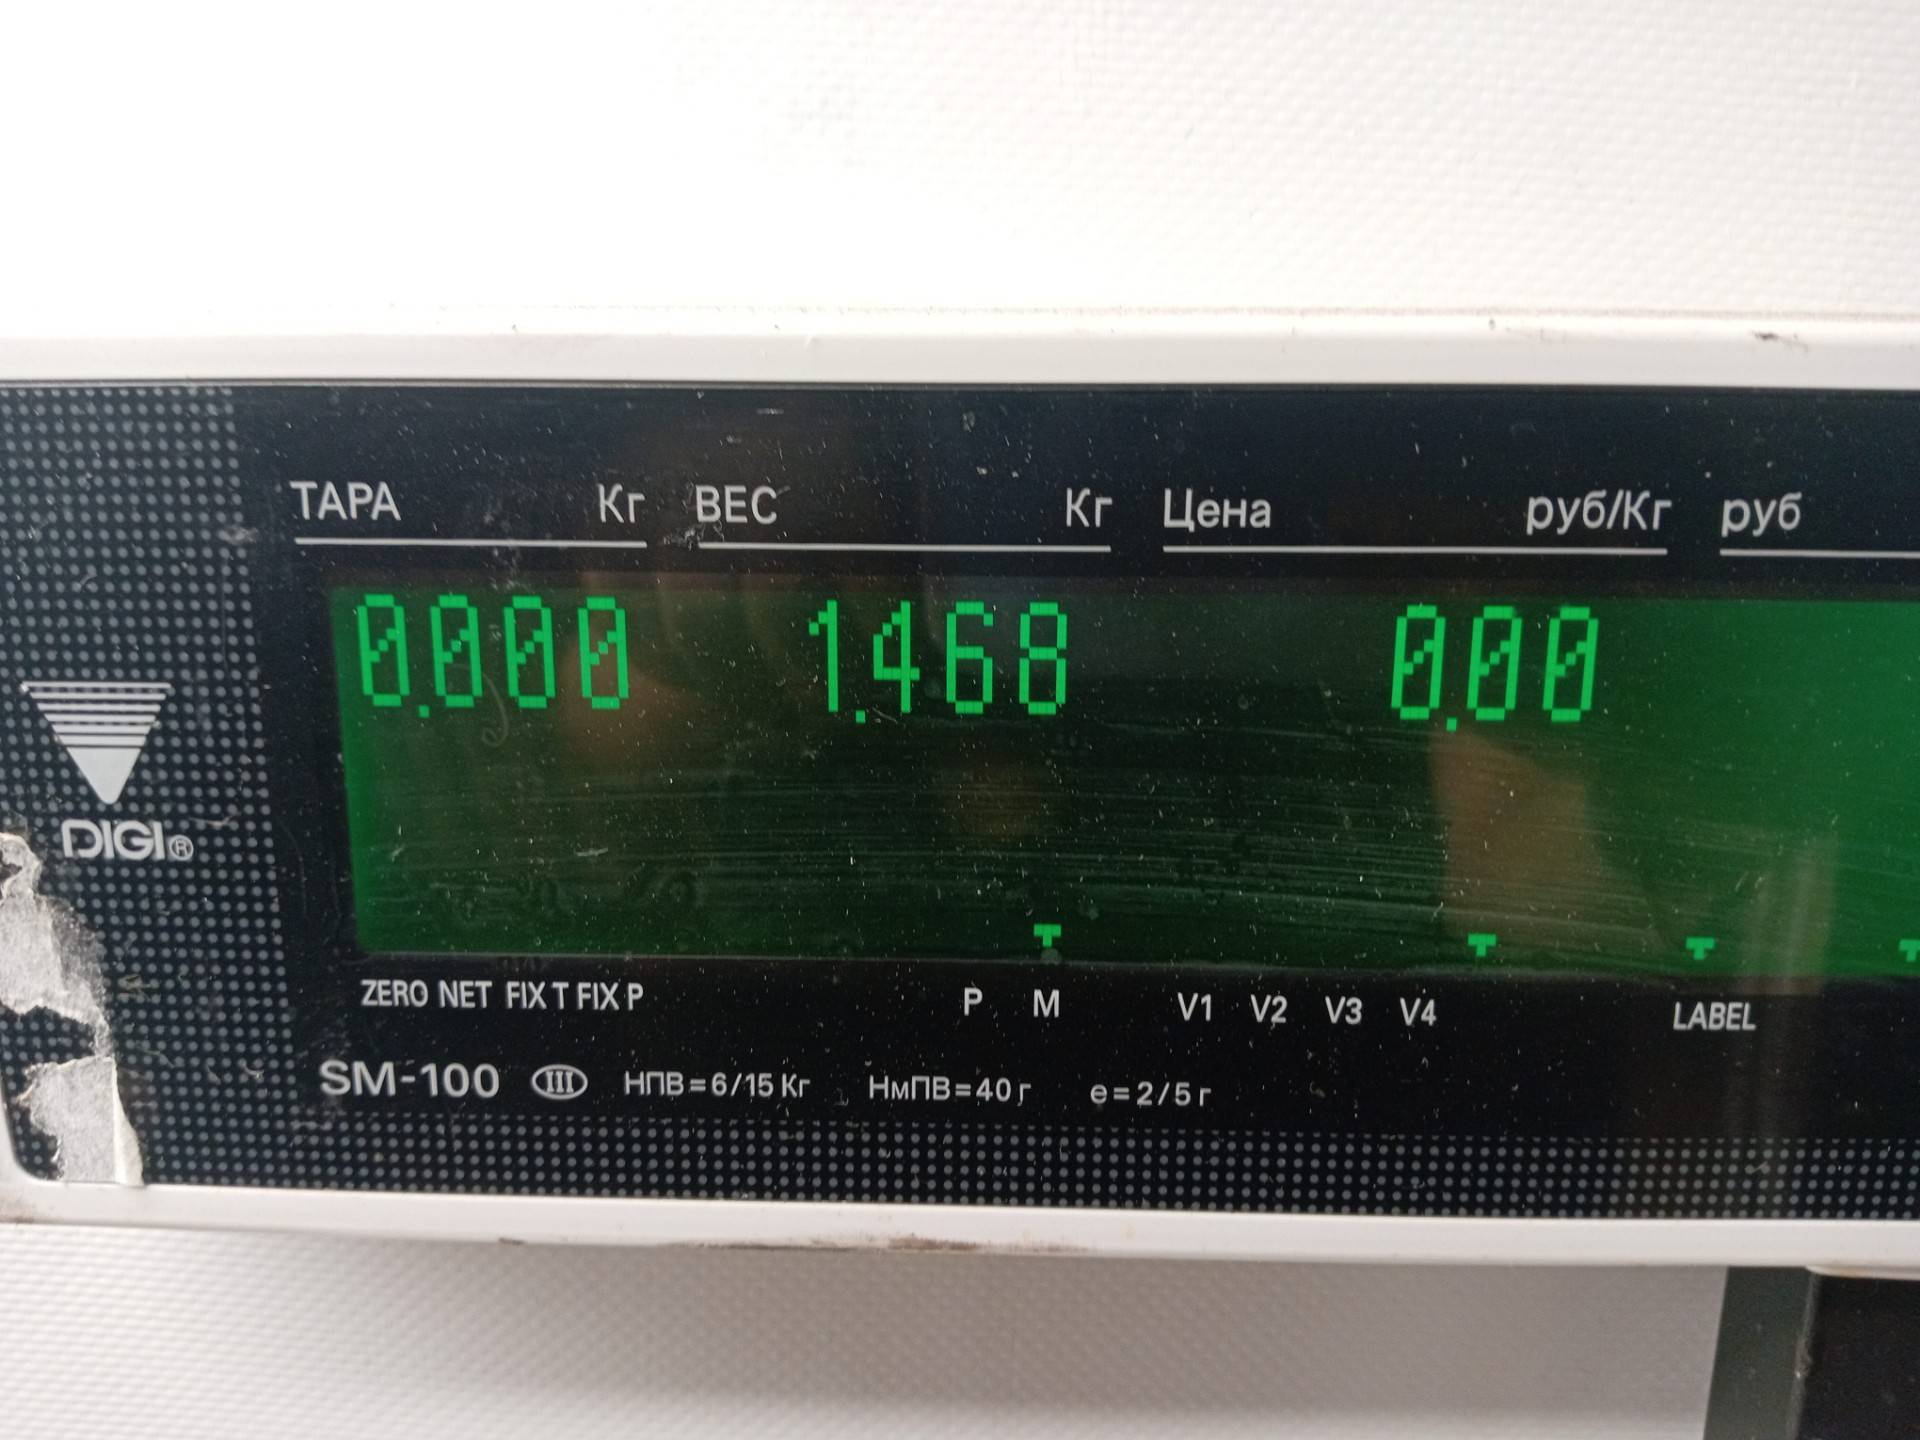 ТАРА Кг ВЕС Кг Цена руб/Кг руб
0.000 1.468 0.00
DIGI®
ZERO NET FIX T FIX P P M V1 V2 V3 V4 LABEL
SM-100 III НПВ=6/15 Кг НмПВ=40 г e=2/5 г